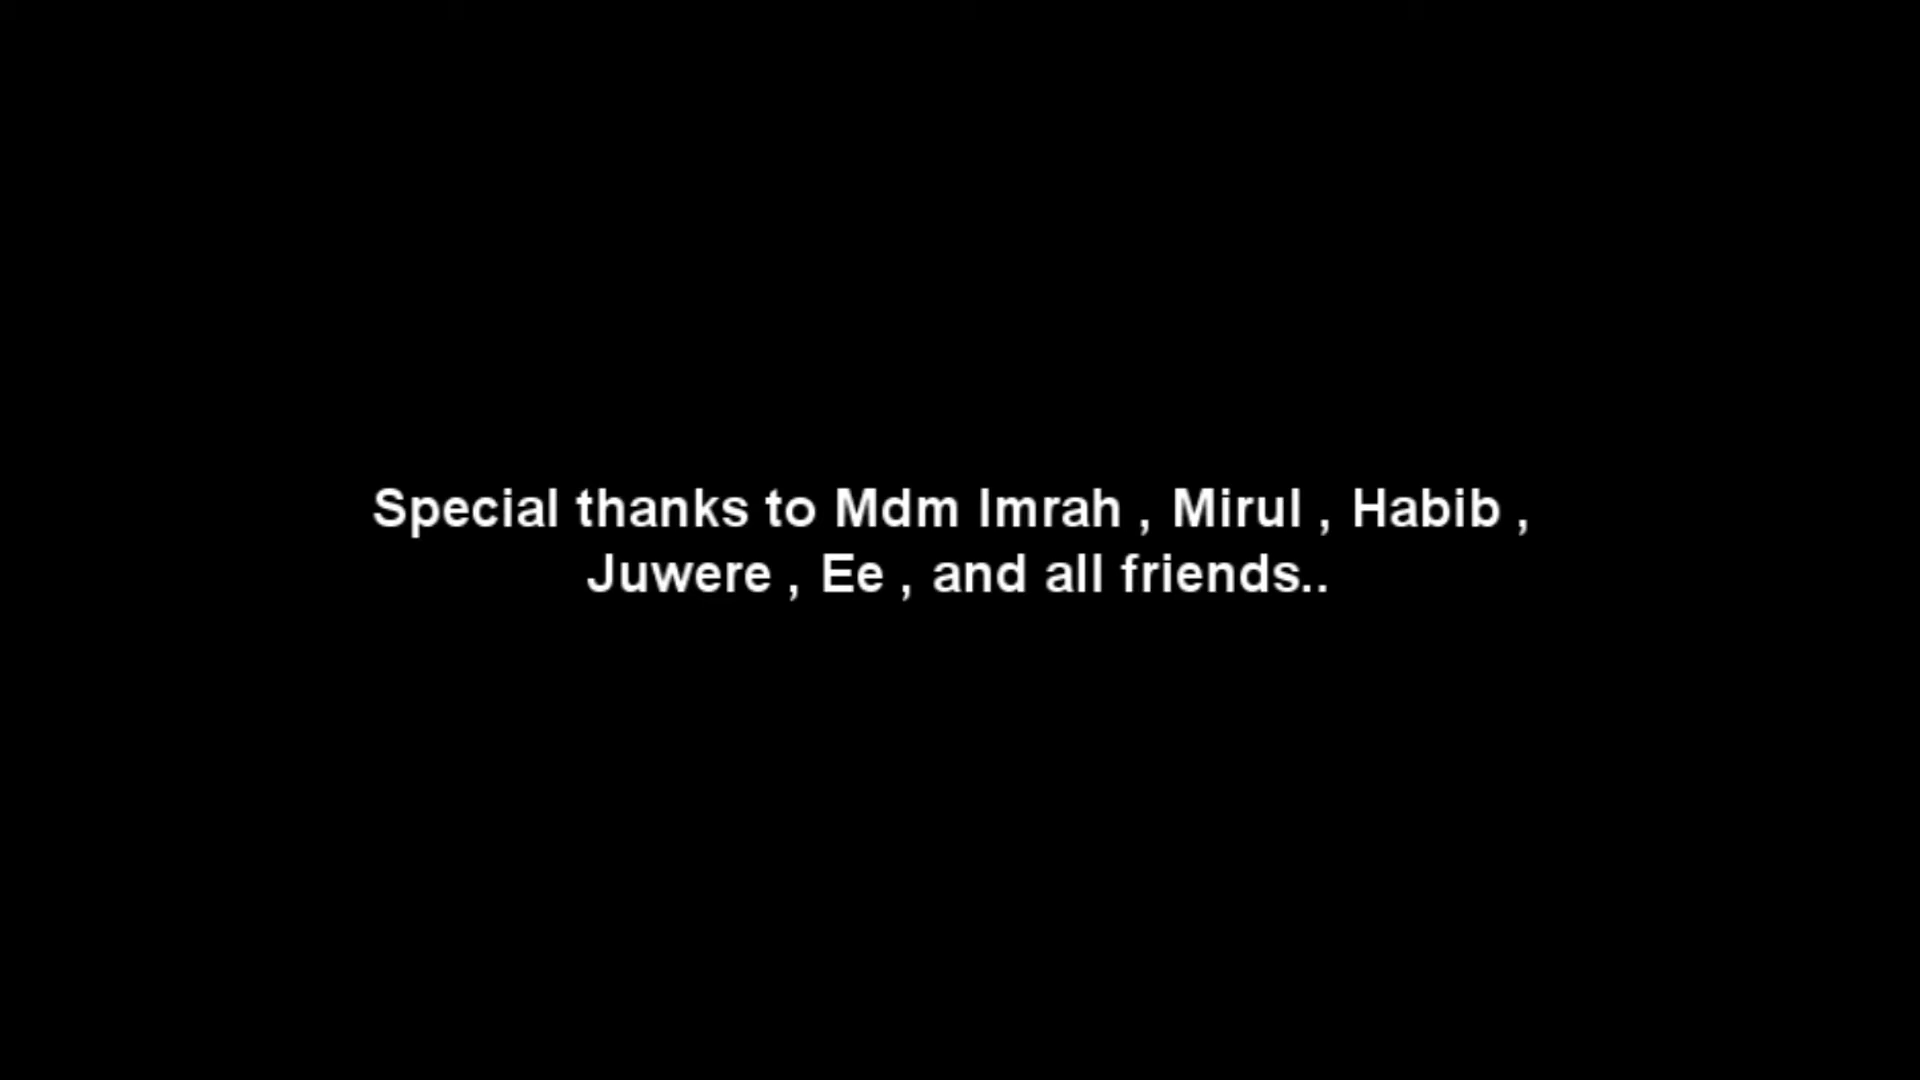 Special thanks to Mdm Imrah , Mirul , Habib ,
Juwere , Ee , and all friends..